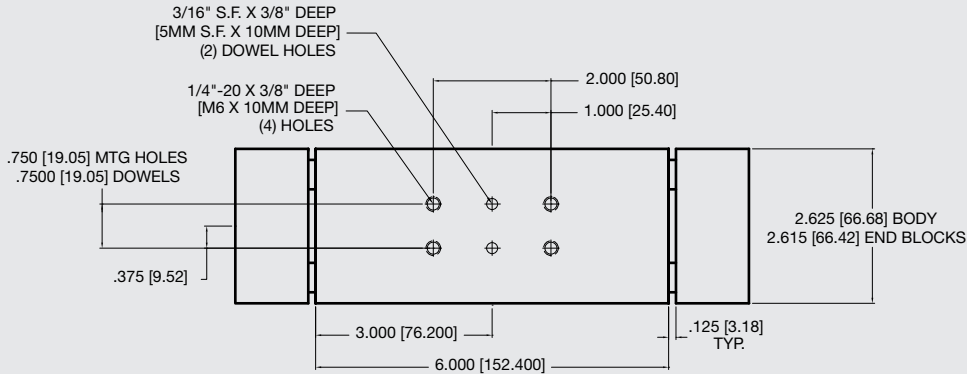 3/16" S.F. X 3/8" DEEP
[5MM S.F. X 10MM DEEP]
(2) DOWEL HOLES
1/4"-20 X 3/8" DEEP
[M6 X 10MM DEEP]
(4) HOLES
2.000 [50.80]
1.000 [25.40]
.750 [19.05] MTG HOLES
.7500 [19.05] DOWELS
2.625 [66.68] BODY
2.615 [66.42] END BLOCKS
.375 [9.52]
3.000 [76.200]
.125 [3.18]
TYP.
6.000 [152.400]